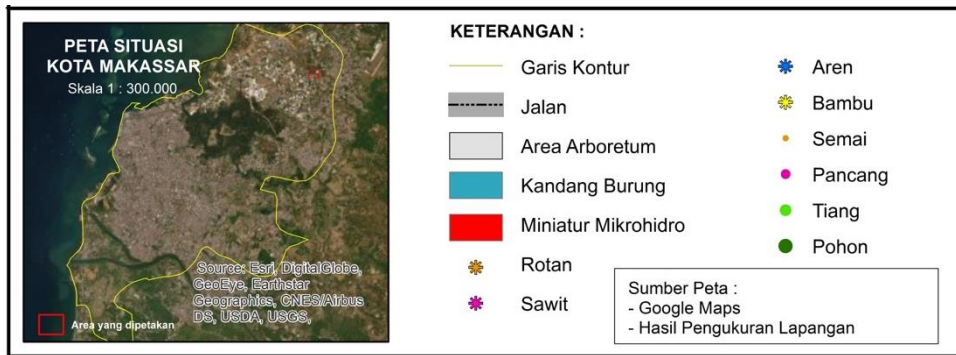 PETA SITUASI
KOTA MAKASSAR
Skala 1 : 300.000
Source: Esri, DigitalGlobe,
GeoEye, Earthstar
Geographics, CNES/Airbus
DS, USDA, USGS,
Area yang dipetakan
KETERANGAN :
Garis Kontur
Jalan
Area Arboretum
Kandang Burung
Miniatur Mikrohidro
Rotan
Sawit
Aren
Bambu
Semai
Pancang
Tiang
Pohon
Sumber Peta :
- Google Maps
- Hasil Pengukuran Lapangan